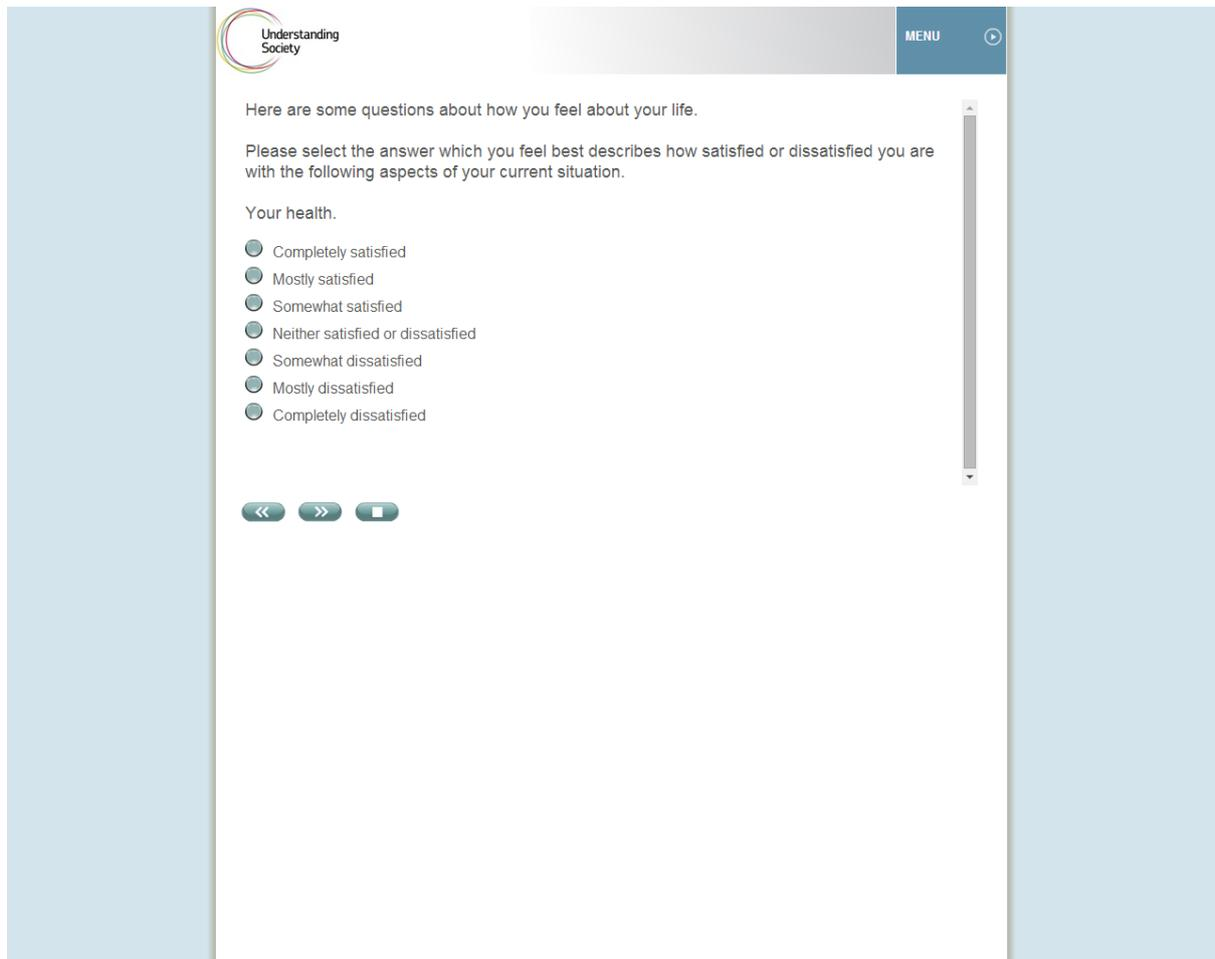 Understanding
Society
MENU
Here are some questions about how you feel about your life.
Please select the answer which you feel best describes how satisfied or dissatisfied you are
with the following aspects of your current situation.
Your health.
Completely satisfied
Mostly satisfied
Somewhat satisfied
Neither satisfied or dissatisfied
Somewhat dissatisfied
Mostly dissatisfied
Completely dissatisfied